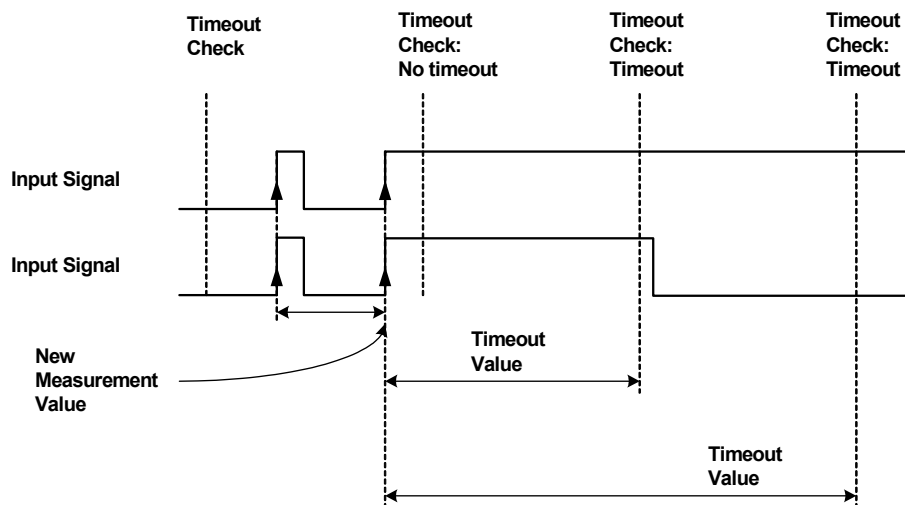 Timeout
Check
Timeout
Check:
No timeout
Timeout
Check:
Timeout
Timeout
Check:
Timeout
Input Signal
Input Signal
New
Measurement
Value
Timeout
Value
Timeout
Value